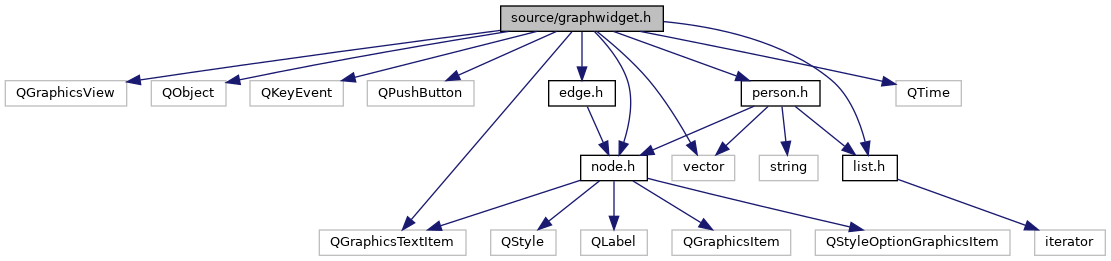 source/graphwidget.h
QGraphicsView
QObject
QKeyEvent
QPushButton
edge.h
person.h
QTime
node.h
vector
string
list.h
QGraphicsTextItem
QStyle
QLabel
QGraphicsItem
QStyleOptionGraphicsItem
iterator